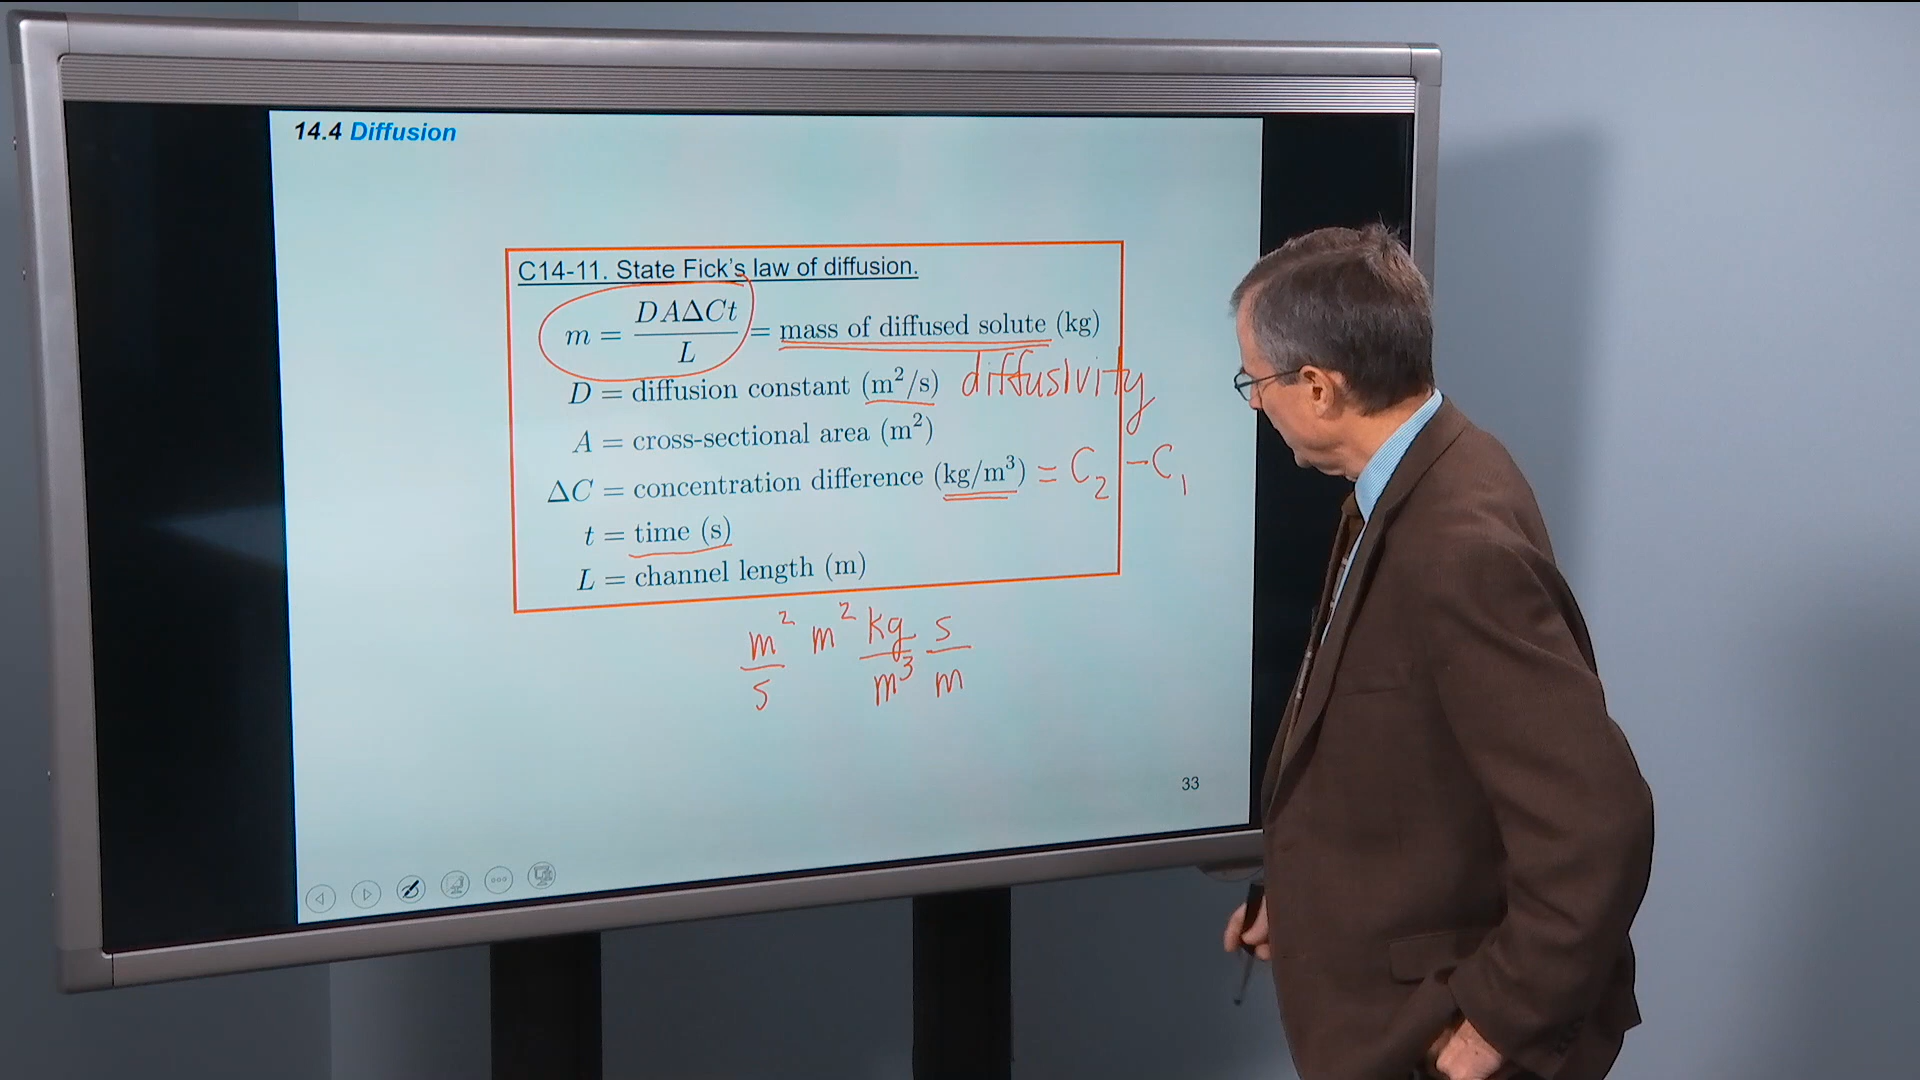 14.4 Diffusion
C14-11. State Fick's law of diffusion.
m = DAΔCt / L = mass of diffused solute (kg)
D = diffusion constant (m²/s) diffusivity
A = cross-sectional area (m²)
ΔC = concentration difference (kg/m³) = C₂ - C₁
t = time (s)
L = channel length (m)
m²/s m² kg/m³ s/m
33